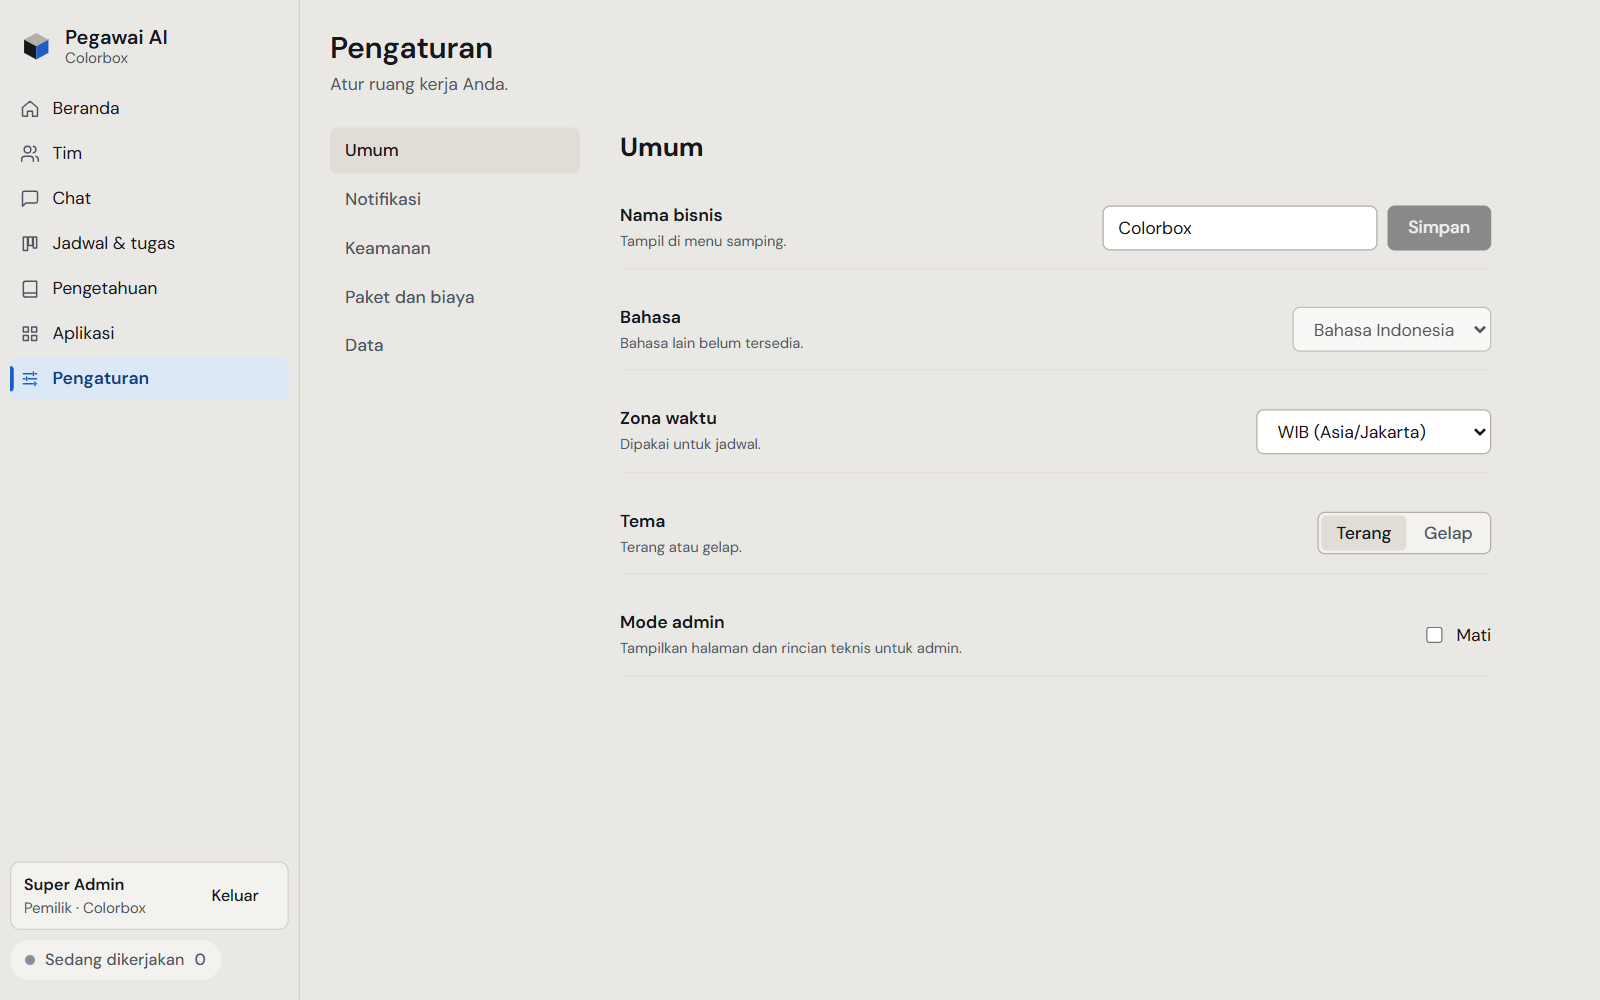 Pegawai AI
Colorbox
Beranda
Tim
Chat
Jadwal & tugas
Pengetahuan
Aplikasi
Pengaturan
Super Admin
Pemilik · Colorbox
Keluar
Sedang dikerjakan 0
Pengaturan
Atur ruang kerja Anda.
Umum
Notifikasi
Keamanan
Paket dan biaya
Data
Umum
Nama bisnis
Tampil di menu samping.
Colorbox
Simpan
Bahasa
Bahasa lain belum tersedia.
Bahasa Indonesia
Zona waktu
Dipakai untuk jadwal.
WIB (Asia/Jakarta)
Tema
Terang atau gelap.
Terang
Gelap
Mode admin
Tampilkan halaman dan rincian teknis untuk admin.
Mati